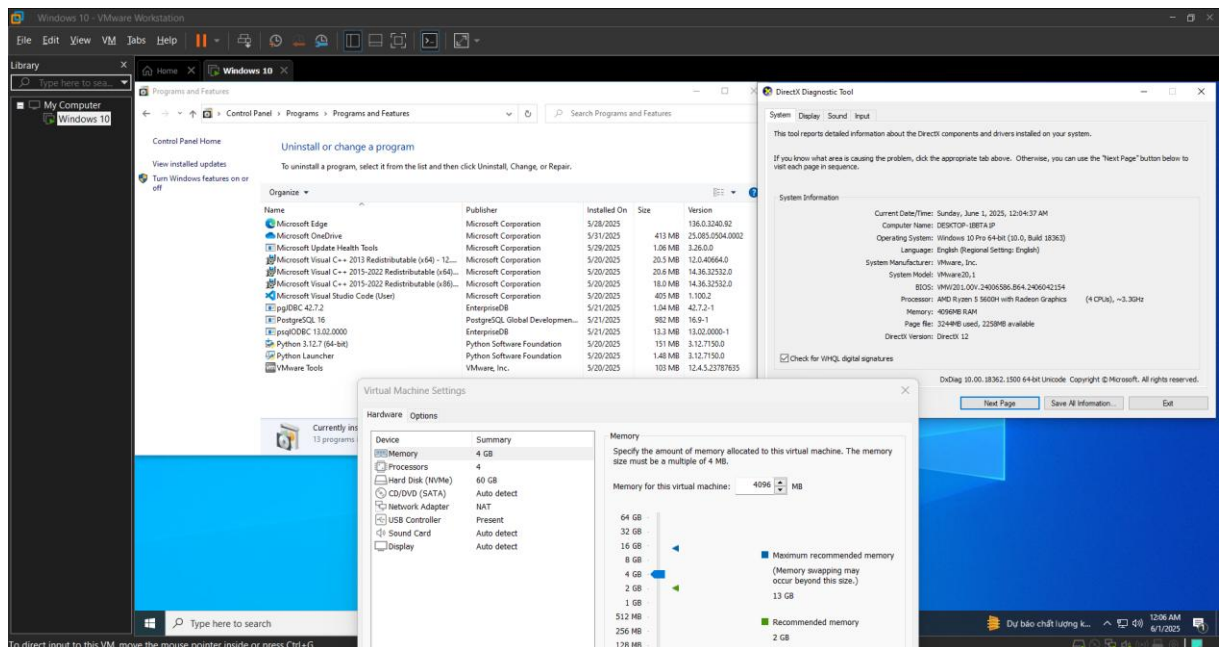 Windows 10 - VMware Workstation
File Edit View VM Tabs Help
Library X
Type here to sea...
My Computer
Windows 10
Home
Windows 10
Programs and Features
Control Panel > Programs > Programs and Features
Search Programs and Features
Control Panel Home
View installed updates
Turn Windows features on or
off
Uninstall or change a program
To uninstall a program, select it from the list and then click Uninstall, Change, or Repair.
Organize
Name Publisher Installed On Size Version
Microsoft Edge Microsoft Corporation 5/28/2025 136.0.3240.92
Microsoft OneDrive Microsoft Corporation 5/31/2025 413 MB 25.085.0504.0002
Microsoft Update Health Tools Microsoft Corporation 5/29/2025 1.06 MB 3.26.0.0
Microsoft Visual C++ 2013 Redistributable (x64) - 12.... Microsoft Corporation 5/20/2025 20.5 MB 12.0.40664.0
Microsoft Visual C++ 2015-2022 Redistributable (x64)... Microsoft Corporation 5/20/2025 20.6 MB 14.36.32532.0
Microsoft Visual C++ 2015-2022 Redistributable (x86)... Microsoft Corporation 5/20/2025 18.0 MB 14.36.32532.0
Microsoft Visual Studio Code (User) Microsoft Corporation 5/20/2025 405 MB 1.100.2
pgJDBC 42.7.2 EnterpriseDB 5/21/2025 1.04 MB 42.7.2-1
PostgreSQL 16 PostgreSQL Global Developmen... 5/21/2025 982 MB 16.9-1
psqlODBC 13.02.0000 EnterpriseDB 5/21/2025 13.3 MB 13.02.0000-1
Python 3.12.7 (64-bit) Python Software Foundation 5/20/2025 151 MB 3.12.7150.0
Python Launcher Python Software Foundation 5/20/2025 1.48 MB 3.12.7150.0
VMware Tools VMware, Inc. 5/20/2025 103 MB 12.4.5.23787635
Currently ins
13 programs
DirectX Diagnostic Tool
System Display Sound Input
This tool reports detailed information about the DirectX components and drivers installed on your system.
If you know what area is causing the problem, click the appropriate tab above. Otherwise, you can use the "Next Page" button below to
visit each page in sequence.
System Information
Current Date/Time: Sunday, June 1, 2025, 12:04:37 AM
Computer Name: DESKTOP-1BBTA1P
Operating System: Windows 10 Pro 64-bit (10.0, Build 18363)
Language: English (Regional Setting: English)
System Manufacturer: VMware, Inc.
System Model: VMware20,1
BIOS: VMW201.00V.24006586.B64.2406042154
Processor: AMD Ryzen 5 5600H with Radeon Graphics (4 CPUs), ~3.3GHz
Memory: 4096MB RAM
Page file: 3244MB used, 2258MB available
DirectX Version: DirectX 12
Check for WHQL digital signatures
DxDiag 10.00.18362.1500 64-bit Unicode Copyright © Microsoft. All rights reserved.
Next Page Save All Information... Exit
Virtual Machine Settings
Hardware Options
Device Summary
Memory 4 GB
Processors 4
Hard Disk (NVMe) 60 GB
CD/DVD (SATA) Auto detect
Network Adapter NAT
USB Controller Present
Sound Card Auto detect
Display Auto detect
Memory
Specify the amount of memory allocated to this virtual machine. The memory
size must be a multiple of 4 MB.
Memory for this virtual machine: 4096 MB
64 GB
32 GB
16 GB
8 GB
4 GB
2 GB
1 GB
512 MB
256 MB
128 MB
Maximum recommended memory
(Memory swapping may
occur beyond this size.)
13 GB
Recommended memory
2 GB
Type here to search
Dự báo chất lượng k...
12:06 AM
6/1/2025
To direct input to this VM, move the mouse pointer inside or press Ctrl+G.